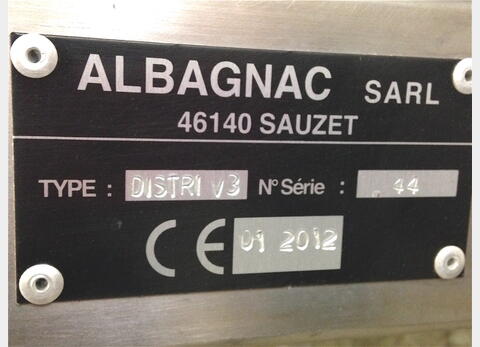 ALBAGNAC SARL
46140 SAUZET
TYPE : DISTRI V3 N° Série : 44
CE 01 2012